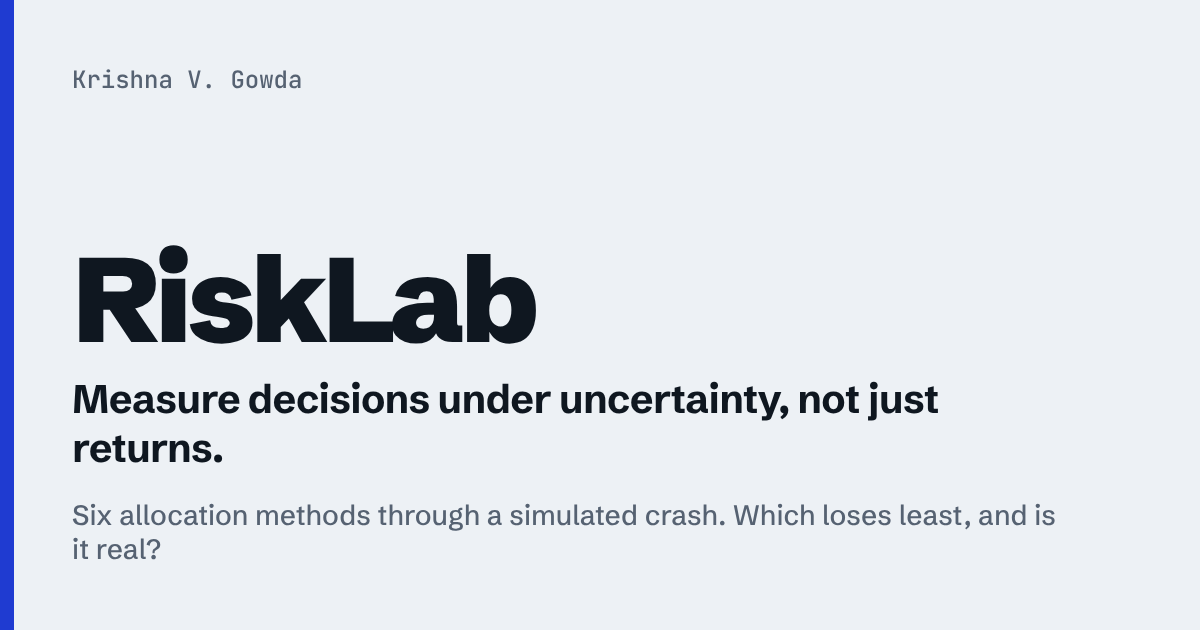 Krishna V. Gowda
RiskLab
Measure decisions under uncertainty, not just
returns.
Six allocation methods through a simulated crash. Which loses least, and is
it real?